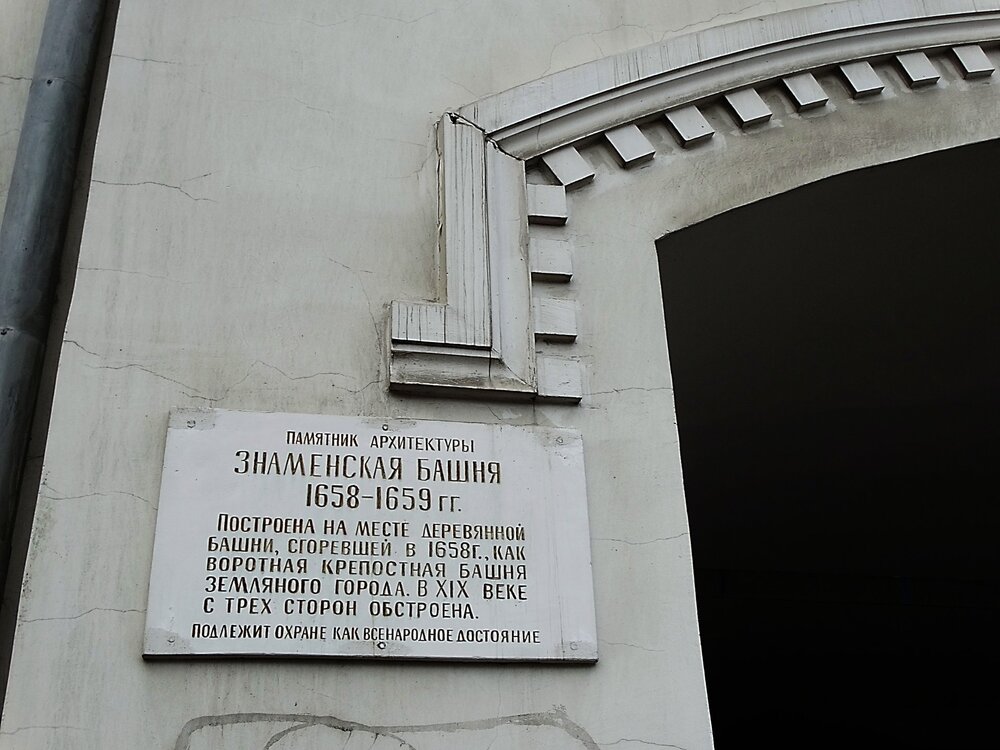 ПАМЯТНИК АРХИТЕКТУРЫ
ЗНАМЕНСКАЯ БАШНЯ
1658-1659 ГГ.
ПОСТРОЕНА НА МЕСТЕ ДЕРЕВЯННОЙ
БАШНИ, СГОРЕВШЕЙ В 1658Г., КАК
ВОРОТНАЯ КРЕПОСТНАЯ БАШНЯ
ЗЕМЛЯНОГО ГОРОДА. В XIX ВЕКЕ
С ТРЕХ СТОРОН ОБСТРОЕНА.
ПОДЛЕЖИТ ОХРАНЕ КАК ВСЕНАРОДНОЕ ДОСТОЯНИЕ